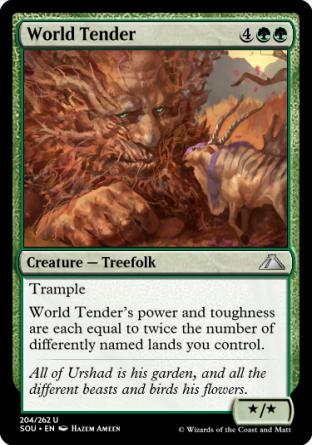 World Tender 4
Creature — Treefolk
Trample
World Tender's power and toughness
are each equal to twice the number of
differently named lands you control.
All of Urshad is his garden, and all the
different beasts and birds his flowers.
*/*
204/262 U
SOU • EN HAZEM AMEEN © Wizards of the Coast and Matt